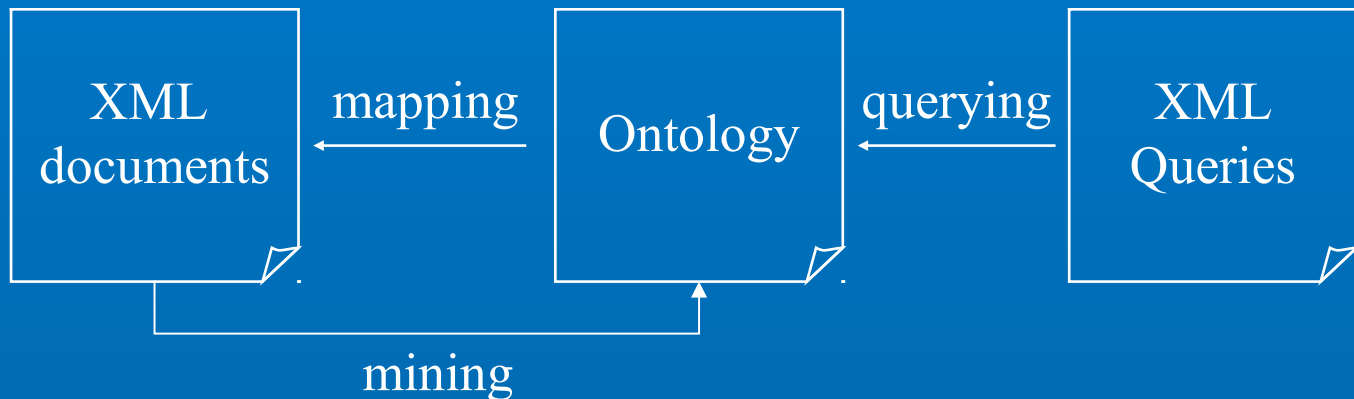 XML
documents
mapping
Ontology
querying
XML
Queries
mining